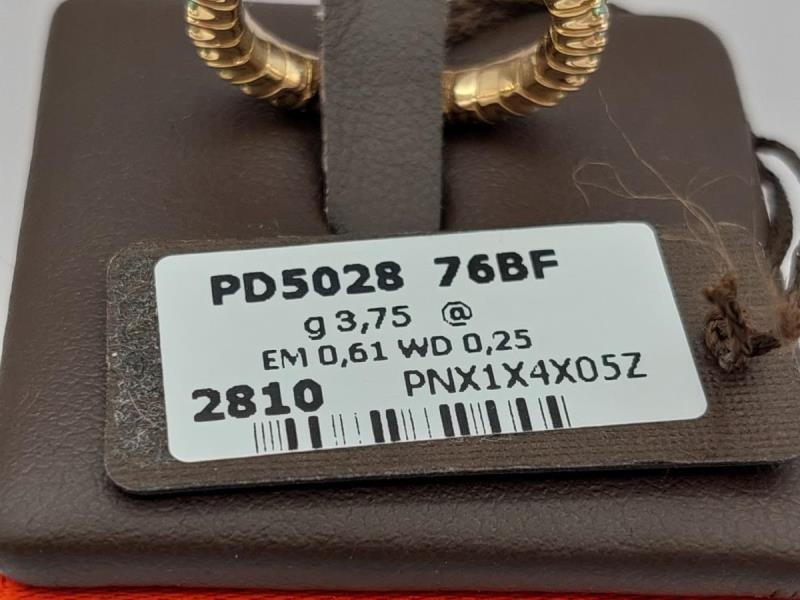 PD5028 76BF
g 3,75 @
EM 0,61 WD 0,25
2810 PNX1X4X05Z